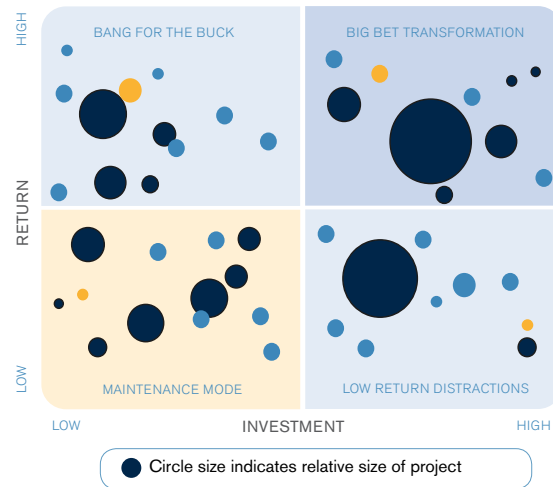 HIGH
BANG FOR THE BUCK
BIG BET TRANSFORMATION
RETURN
MAINTENANCE MODE
LOW RETURN DISTRACTIONS
LOW
LOW
INVESTMENT
HIGH
Circle size indicates relative size of project